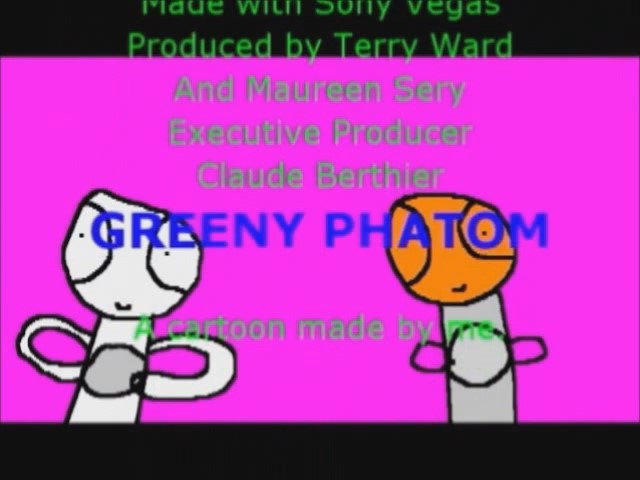 Made with Sony Vegas
Produced by Terry Ward
And Maureen Sery
Executive Producer
Claude Berthier
GREENY PHATOM
A cartoon made by me.